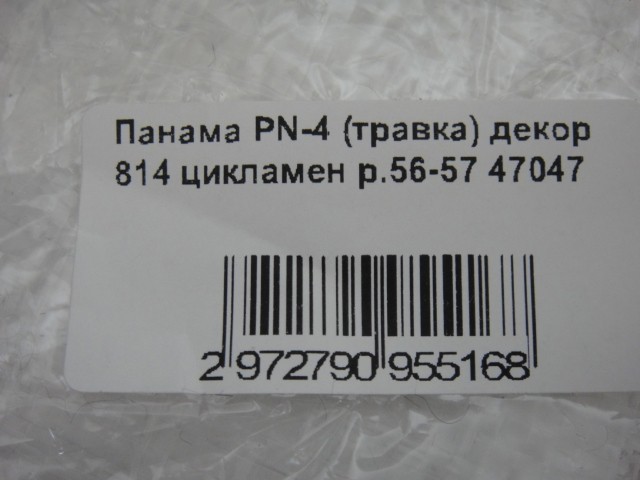 Панама PN-4 (травка) декор
814 цикламен р.56-57 47047
2 972790 955168